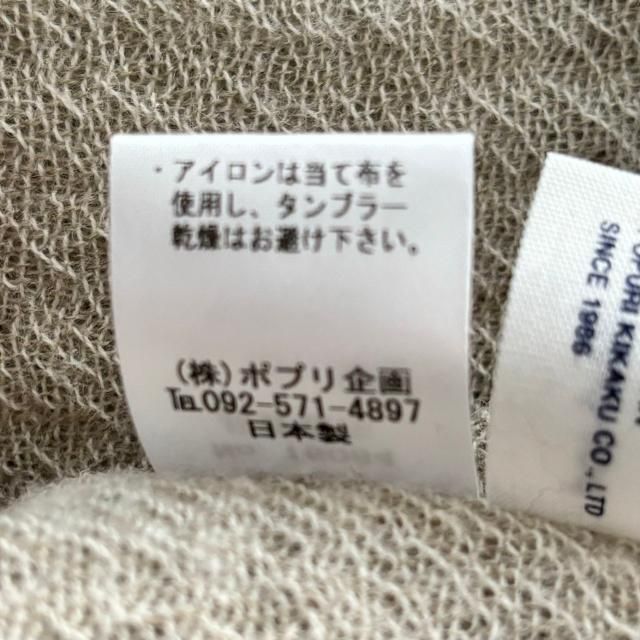 ・アイロンは当て布を
使用し、タンブラー
乾燥はお避け下さい。
(株)ポプリ企画
℡092-571-4897
日本製
KIKAKU CO.,LTD
SINCE 1986